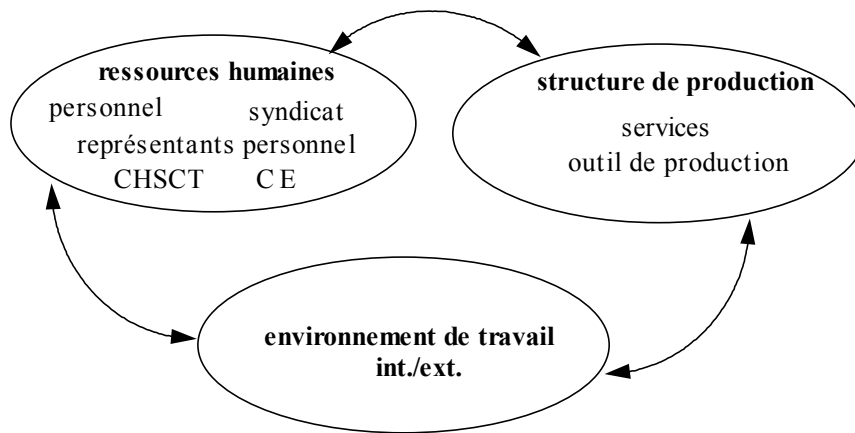 ressources humaines
personnel syndicat
représentants personnel
CHSCT CE
structure de production
services
outil de production
environnement de travail
int./ext.